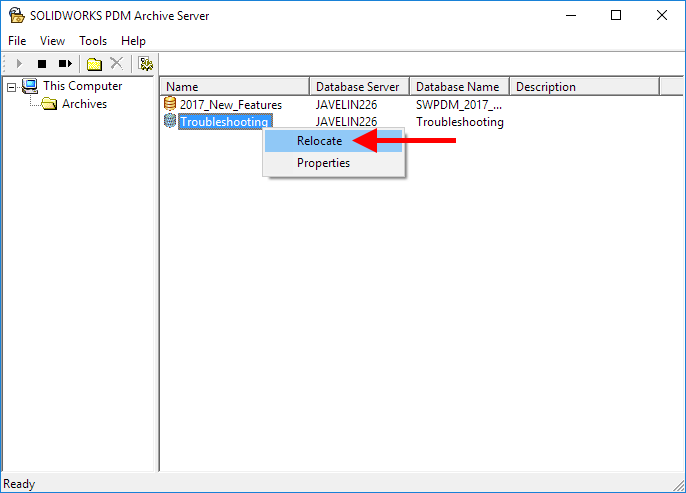 SOLIDWORKS PDM Archive Server
File View Tools Help
This Computer
Archives
Name Database Server Database Name Description
2017_New_Features JAVELIN226 SWPDM_2017_...
Troubleshooting JAVELIN226 Troubleshooting
Relocate
Properties
Ready